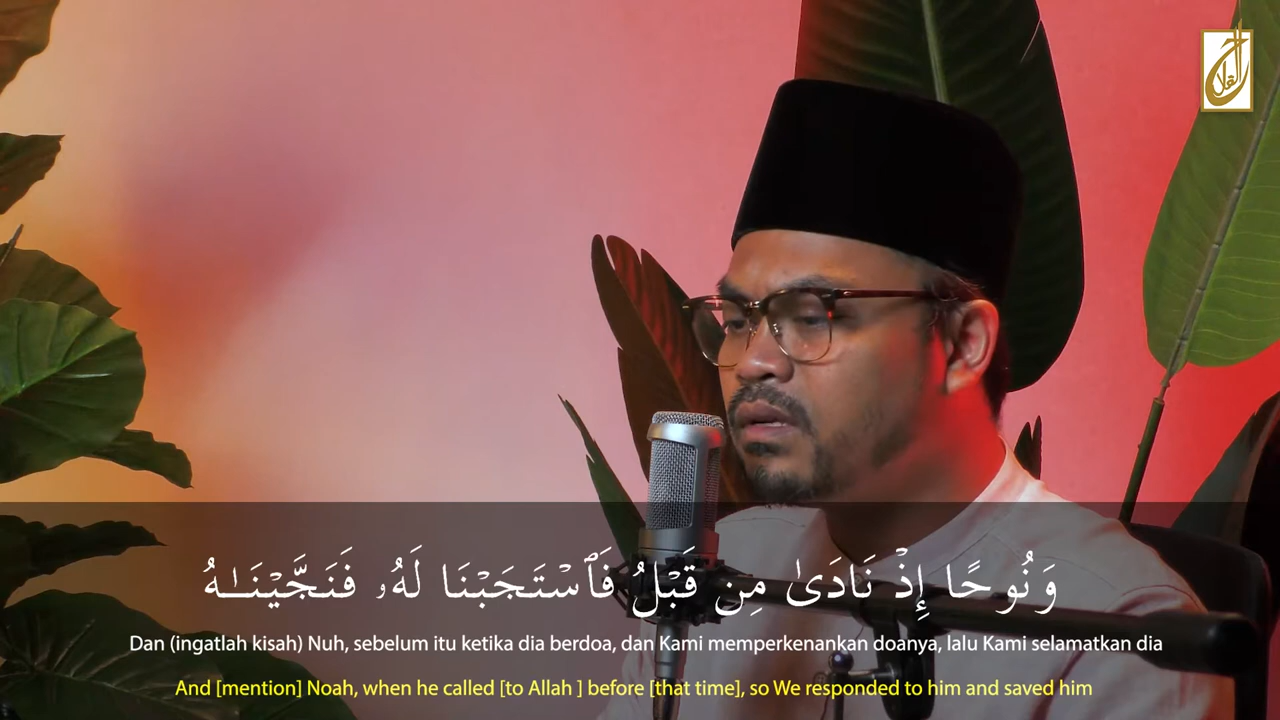 العلاج
وَنُوحًا إِذْ نَادَىٰ مِن قَبْلُ فَٱسْتَجَبْنَا لَهُۥ فَنَجَّيْنَـٰهُ
Dan (ingatlah kisah) Nuh, sebelum itu ketika dia berdoa, dan Kami memperkenankan doanya, lalu Kami selamatkan dia
And [mention] Noah, when he called [to Allah ] before [that time], so We responded to him and saved him